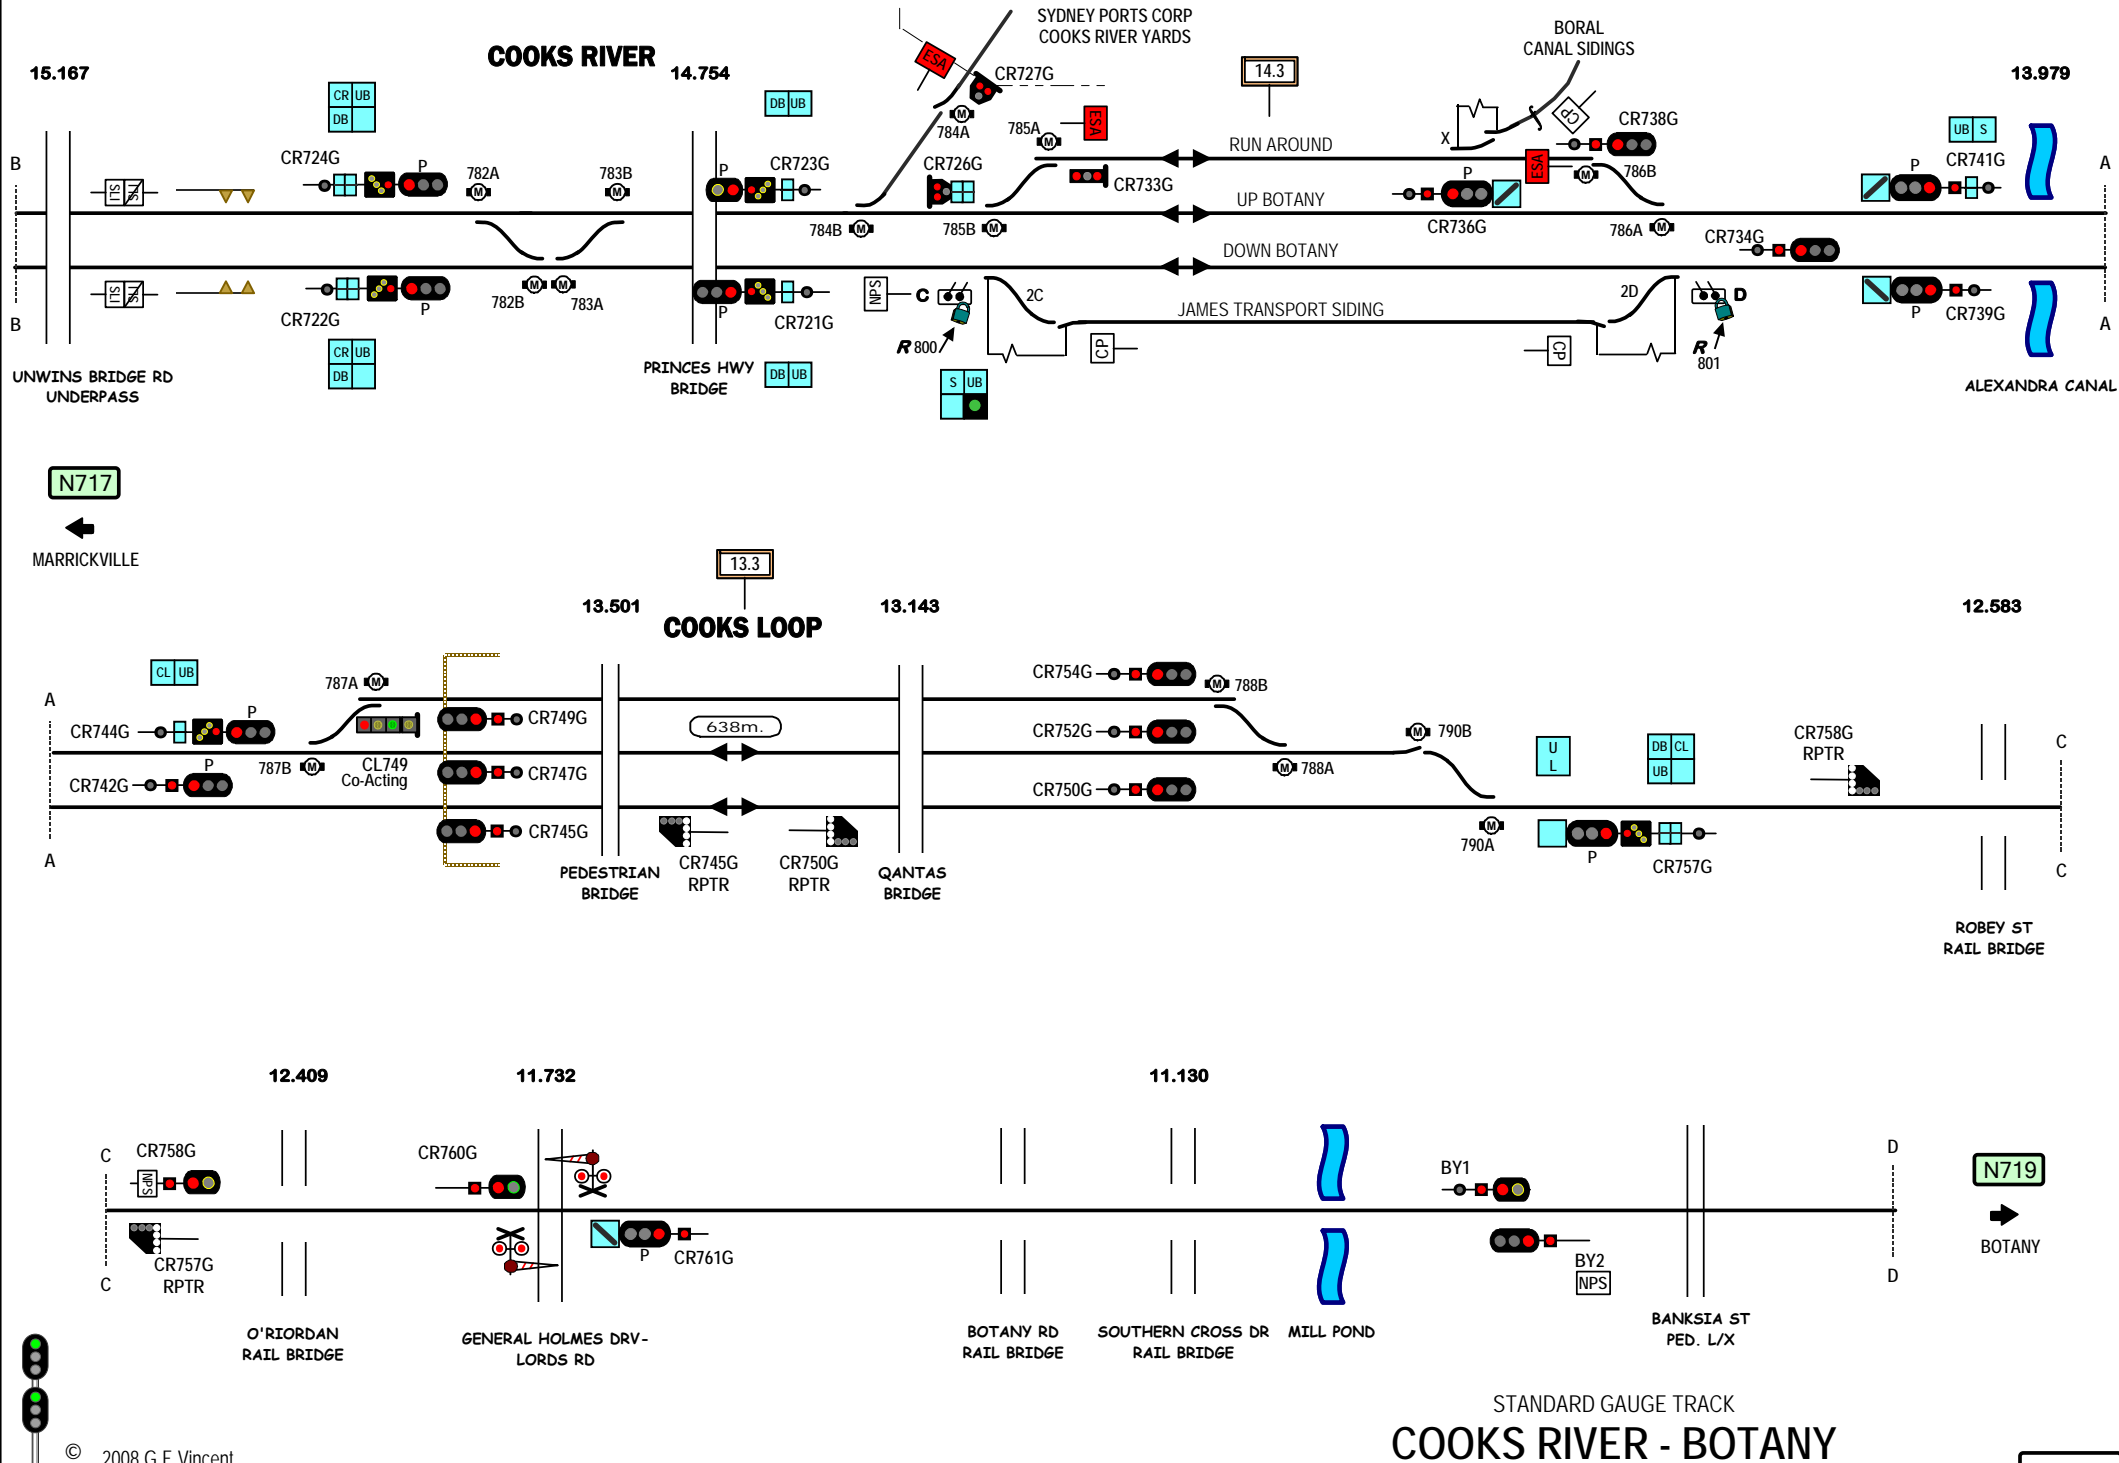 COOKS RIVER
SYDNEY PORTS CORP
COOKS RIVER YARDS
BORAL
CANAL SIDINGS
15.167
14.754
14.3
13.979
CR UB
DB
DB UB
ESA
CR727G
784A
785A
ESA
CR738G
UB S
B
CR724G
P
782A
783B
P
CR723G
CR726G
CR733G
RUN AROUND
X
CP
ESA
786B
P
CR741G
A
SLI
P
CR736G
UP BOTANY
784B
785B
786A
CR734G
DOWN BOTANY
SLI
CR722G
P
782B
783A
P
CR721G
NPS
C
2C
JAMES TRANSPORT SIDING
2D
D
P
CR739G
B
A
R 800
CP
CP
R
801
UNWINS BRIDGE RD
UNDERPASS
CR UB
DB
PRINCES HWY
BRIDGE
DB UB
S UB
ALEXANDRA CANAL
N717
MARRICKVILLE
13.3
13.501
13.143
12.583
COOKS LOOP
CL UB
787A
CR754G
788B
A
CR744G
P
CR749G
638m.
CR752G
790B
U
L
DB CL
UB
CR758G
RPTR
C
787B
CL749
Co-Acting
CR747G
788A
CR742G
P
CR750G
CR745G
A
PEDESTRIAN
BRIDGE
CR745G
RPTR
CR750G
RPTR
QANTAS
BRIDGE
790A
P
CR757G
C
ROBEY ST
RAIL BRIDGE
12.409
11.732
11.130
C
CR758G
NPS
CR760G
BY1
D
N719
CR757G
RPTR
P
CR761G
BY2
NPS
BOTANY
C
D
O'RIORDAN
RAIL BRIDGE
GENERAL HOLMES DRV-
LORDS RD
BOTANY RD
RAIL BRIDGE
SOUTHERN CROSS DR
RAIL BRIDGE
MILL POND
BANKSIA ST
PED. L/X
STANDARD GAUGE TRACK
COOKS RIVER - BOTANY
© 2008 G.F. Vincent